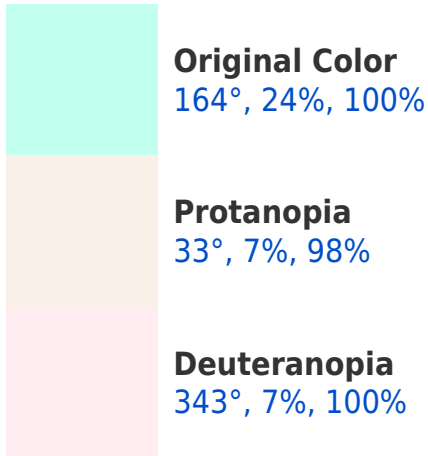 Original Color
164°, 24%, 100%
Protanopia
33°, 7%, 98%
Deuteranopia
343°, 7%, 100%